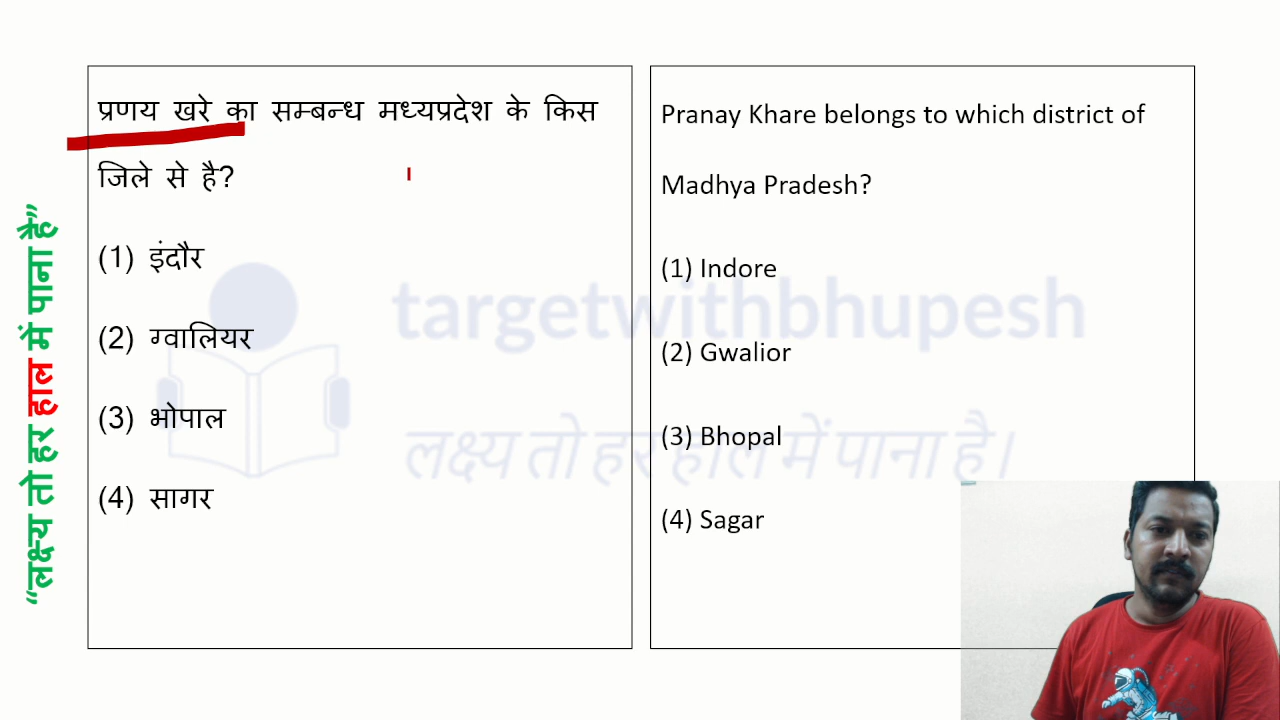 "लक्ष्य तो हर हाल में पाना है"
प्रणय खरे का सम्बन्ध मध्यप्रदेश के किस
जिले से है?
(1) इंदौर
(2) ग्वालियर
(3) भोपाल
(4) सागर
Pranay Khare belongs to which district of
Madhya Pradesh?
(1) Indore
(2) Gwalior
(3) Bhopal
(4) Sagar
targetwithbhupesh
लक्ष्य तो हर हाल में पाना है।